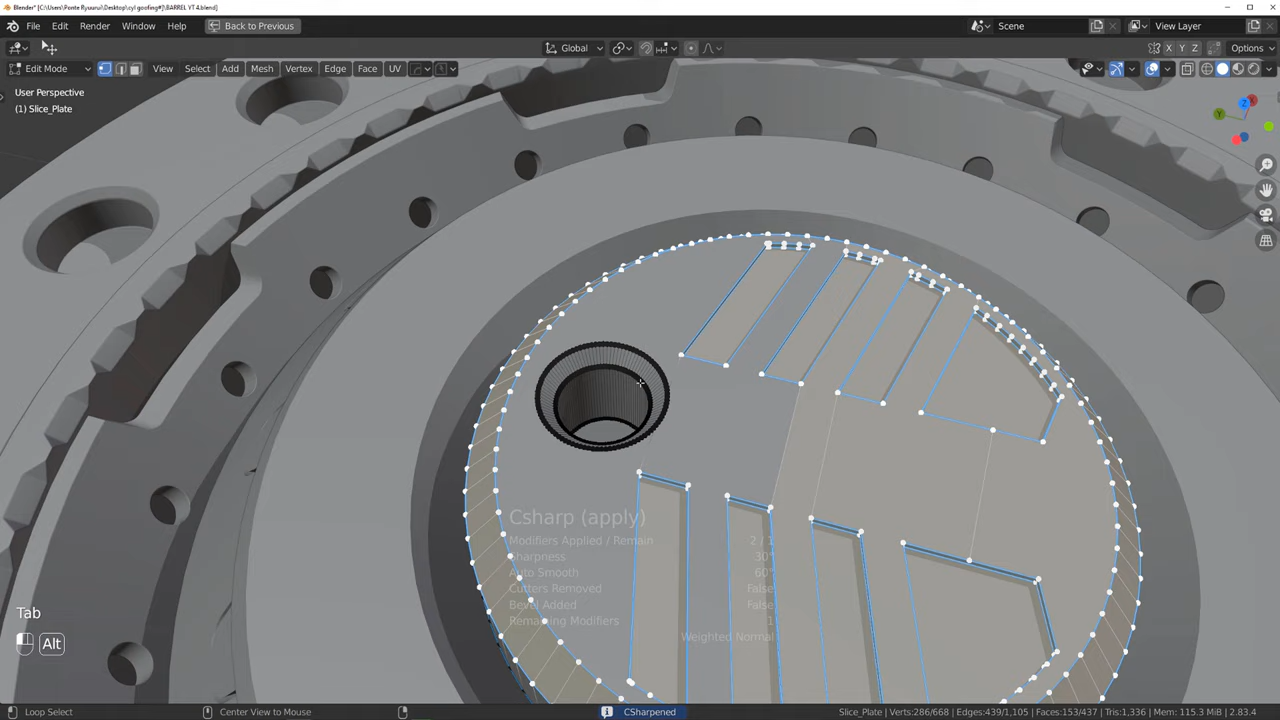 Blender* [C:\Users\Ponte Ryuurui\Desktop\cyl goofing#]\BARREL YT 4.blend]
File Edit Render Window Help Back to Previous Scene View Layer
Global Options
Edit Mode View Select Add Mesh Vertex Edge Face UV X Y Z
User Perspective
(1) Slice_Plate
Z
X
Y
Csharp (apply)
Modifiers Applied / Remain 2 / 1
Sharpness 30°
Auto Smooth 60°
Cutters Removed False
Bevel Added False
Remaining Modifiers 1
Weighted Normal
Tab
Alt
Loop Select Center View to Mouse CSharpened Slice_Plate | Verts:286/668 | Edges:439/1,105 | Faces:153/437 | Tris:1,336 | Mem: 115.3 MiB | 2.83.4